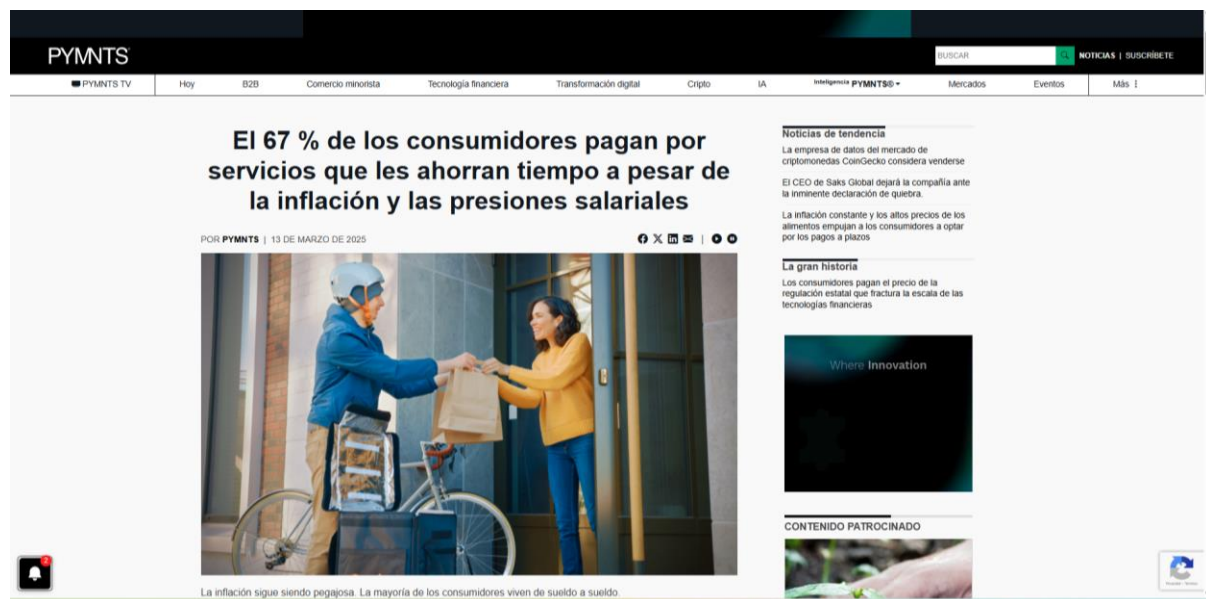 PYMNTS
BUSCAR
NOTICIAS | SUSCRÍBETE
PYMNTS TV
Hoy
B2B
Comercio minorista
Tecnología financiera
Transformación digital
Cripto
IA
Inteligencia PYMNTS®
Mercados
Eventos
Más
El 67 % de los consumidores pagan por
servicios que les ahorran tiempo a pesar de
la inflación y las presiones salariales
POR PYMNTS | 13 DE MARZO DE 2025
La inflación sigue siendo pegajosa. La mayoría de los consumidores viven de sueldo a sueldo.
Noticias de tendencia
La empresa de datos del mercado de
criptomonedas CoinGecko considera venderse
El CEO de Saks Global dejará la compañía ante
la inminente declaración de quiebra.
La inflación constante y los altos precios de los
alimentos empujan a los consumidores a optar
por los pagos a plazos
La gran historia
Los consumidores pagan el precio de la
regulación estatal que fractura la escala de las
tecnologías financieras
Where Innovation
CONTENIDO PATROCINADO
2